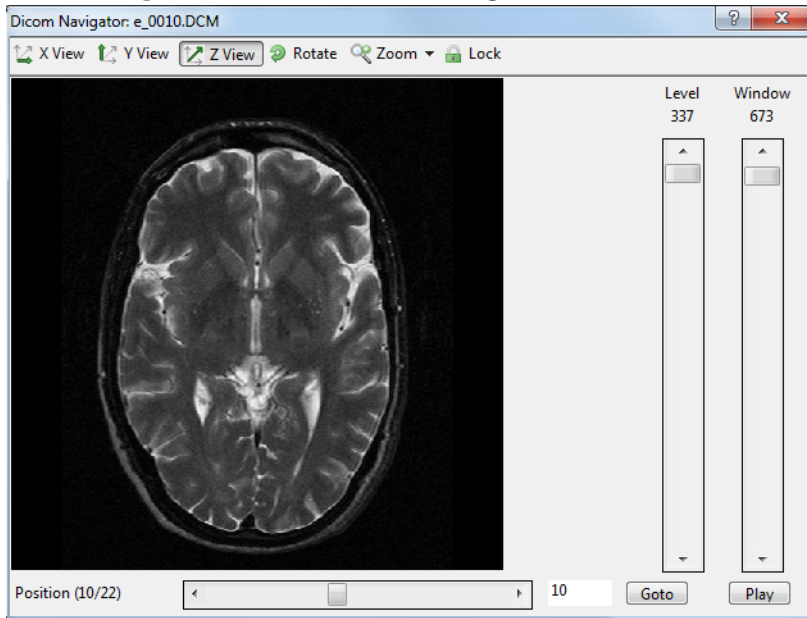 Dicom Navigator: e_0010.DCM
?
X
X View Y View Z View Rotate Zoom Lock
Level Window
337 673
Position (10/22) 10 Goto Play